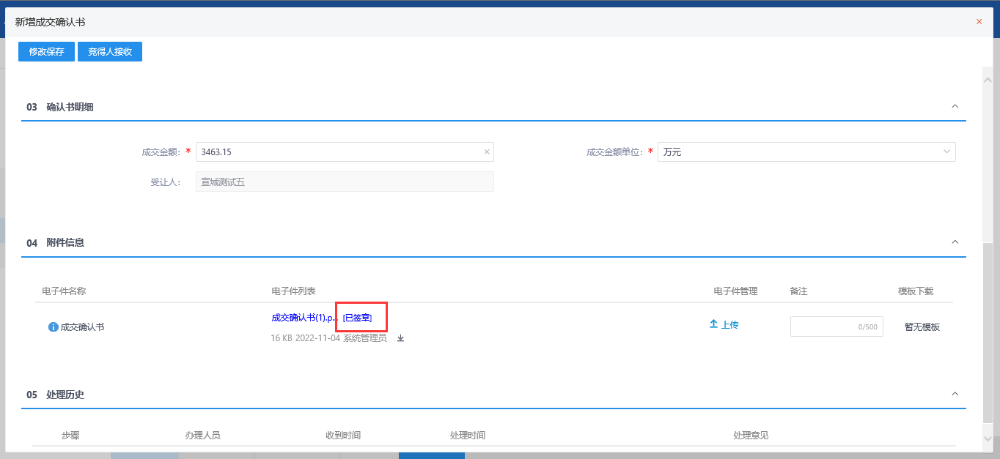 新增成交确认书
修改保存 竞得人接收
03 确认书明细
成交金额: * 3463.15 成交金额单位: * 万元
受让人: 宣城测试五
04 附件信息
电子件名称 电子件列表 电子件管理 备注 模板下载
成交确认书 成交确认书(1).p... [已签章] 上传 0/500 暂无模板
16 KB 2022-11-04 系统管理员
05 处理历史
步骤 办理人员 收到时间 处理时间 处理意见